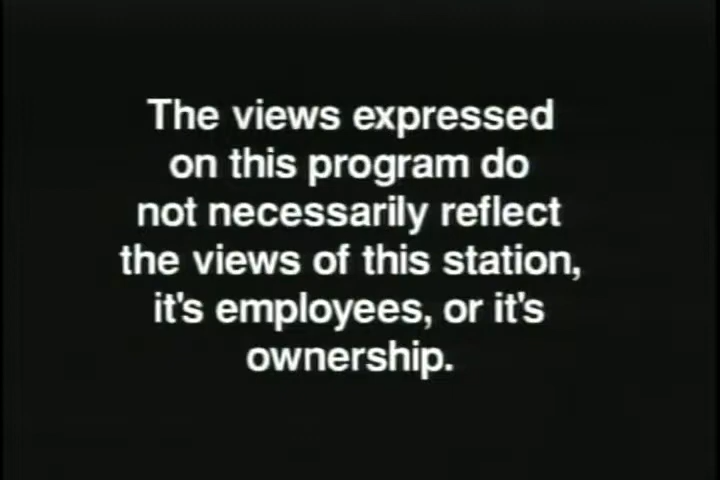 The views expressed
on this program do
not necessarily reflect
the views of this station,
it's employees, or it's
ownership.